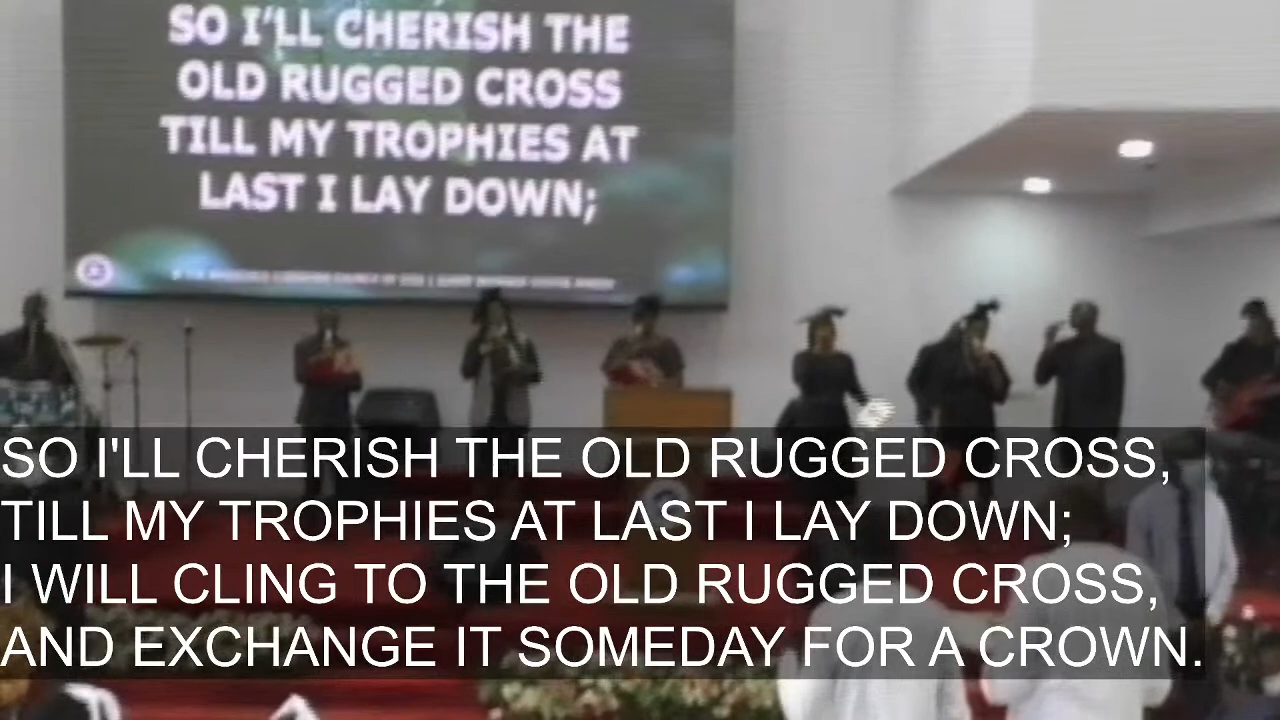 SO I'LL CHERISH THE
OLD RUGGED CROSS
TILL MY TROPHIES AT
LAST I LAY DOWN;
SO I'LL CHERISH THE OLD RUGGED CROSS,
TILL MY TROPHIES AT LAST I LAY DOWN;
I WILL CLING TO THE OLD RUGGED CROSS,
AND EXCHANGE IT SOMEDAY FOR A CROWN.